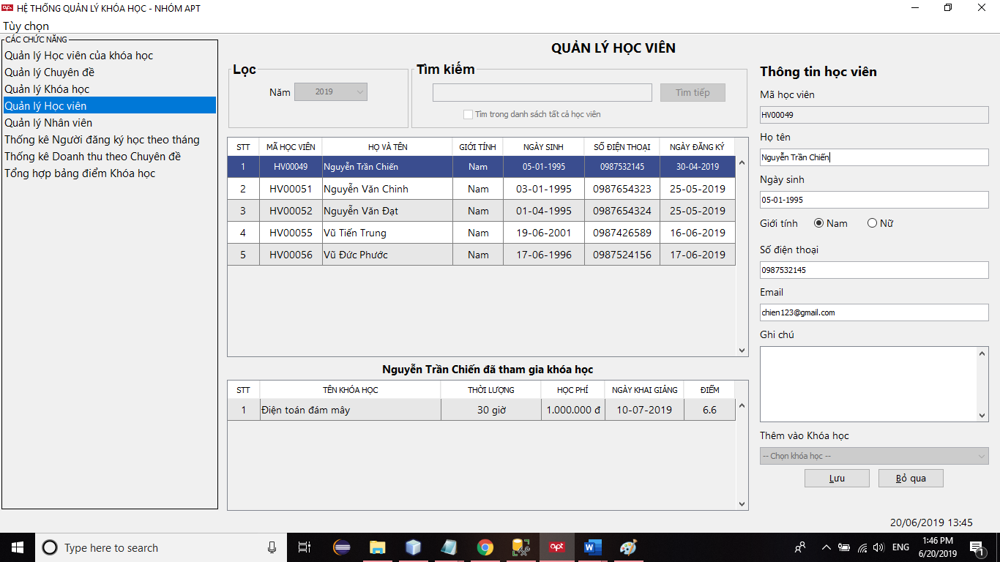 apt HỆ THỐNG QUẢN LÝ KHÓA HỌC - NHÓM APT
Tùy chọn
CÁC CHỨC NĂNG
Quản lý Học viên của khóa học
Quản lý Chuyên đề
Quản lý Khóa học
Quản lý Học viên
Quản lý Nhân viên
Thống kê Người đăng ký học theo tháng
Thống kê Doanh thu theo Chuyên đề
Tổng hợp bảng điểm Khóa học
QUẢN LÝ HỌC VIÊN
Lọc
Năm 2019
Tìm kiếm
Tìm tiếp
Tìm trong danh sách tất cả học viên
STT MÃ HỌC VIÊN HỌ VÀ TÊN GIỚI TÍNH NGÀY SINH SỐ ĐIỆN THOẠI NGÀY ĐĂNG KÝ
1 HV00049 Nguyễn Trần Chiến Nam 05-01-1995 0987532145 30-04-2019
2 HV00051 Nguyễn Văn Chinh Nam 03-01-1995 0987654323 25-05-2019
3 HV00052 Nguyễn Văn Đạt Nam 01-04-1995 0987654324 25-05-2019
4 HV00055 Vũ Tiến Trung Nam 19-06-2001 0987426589 16-06-2019
5 HV00056 Vũ Đức Phước Nam 17-06-1996 0987524156 17-06-2019
Nguyễn Trần Chiến đã tham gia khóa học
STT TÊN KHÓA HỌC THỜI LƯỢNG HỌC PHÍ NGÀY KHAI GIẢNG ĐIỂM
1 Điện toán đám mây 30 giờ 1.000.000 đ 10-07-2019 6.6
Thông tin học viên
Mã học viên
HV00049
Họ tên
Nguyễn Trần Chiến
Ngày sinh
05-01-1995
Giới tính Nam Nữ
Số điện thoại
0987532145
Email
chien123@gmail.com
Ghi chú
Thêm vào Khóa học
-- Chọn khóa học --
Lưu Bỏ qua
20/06/2019 13:45
Type here to search
apt
W
ENG
1:46 PM
6/20/2019
1